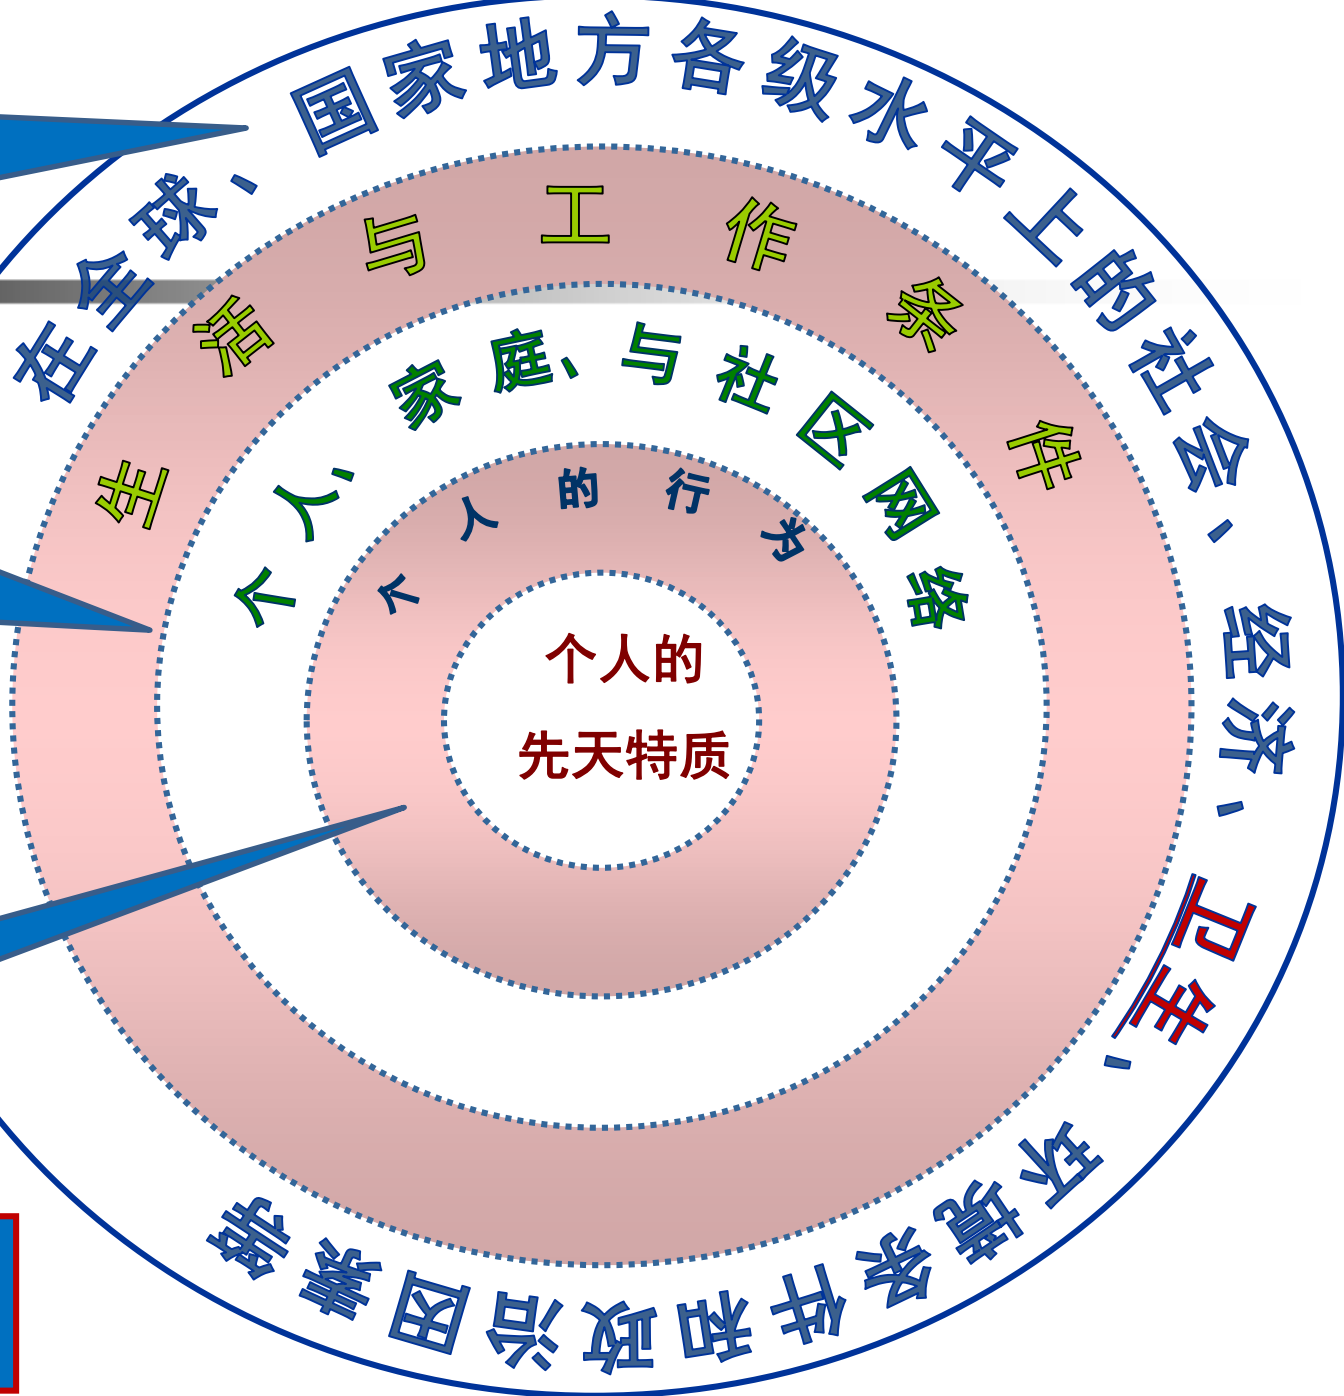 在全球、国家地方各级水平上的社会、经济、卫生、环境条件和政治因素等
生活与工作条件
个人、家庭、与社区网络
个人的行为
个人的
先天特质